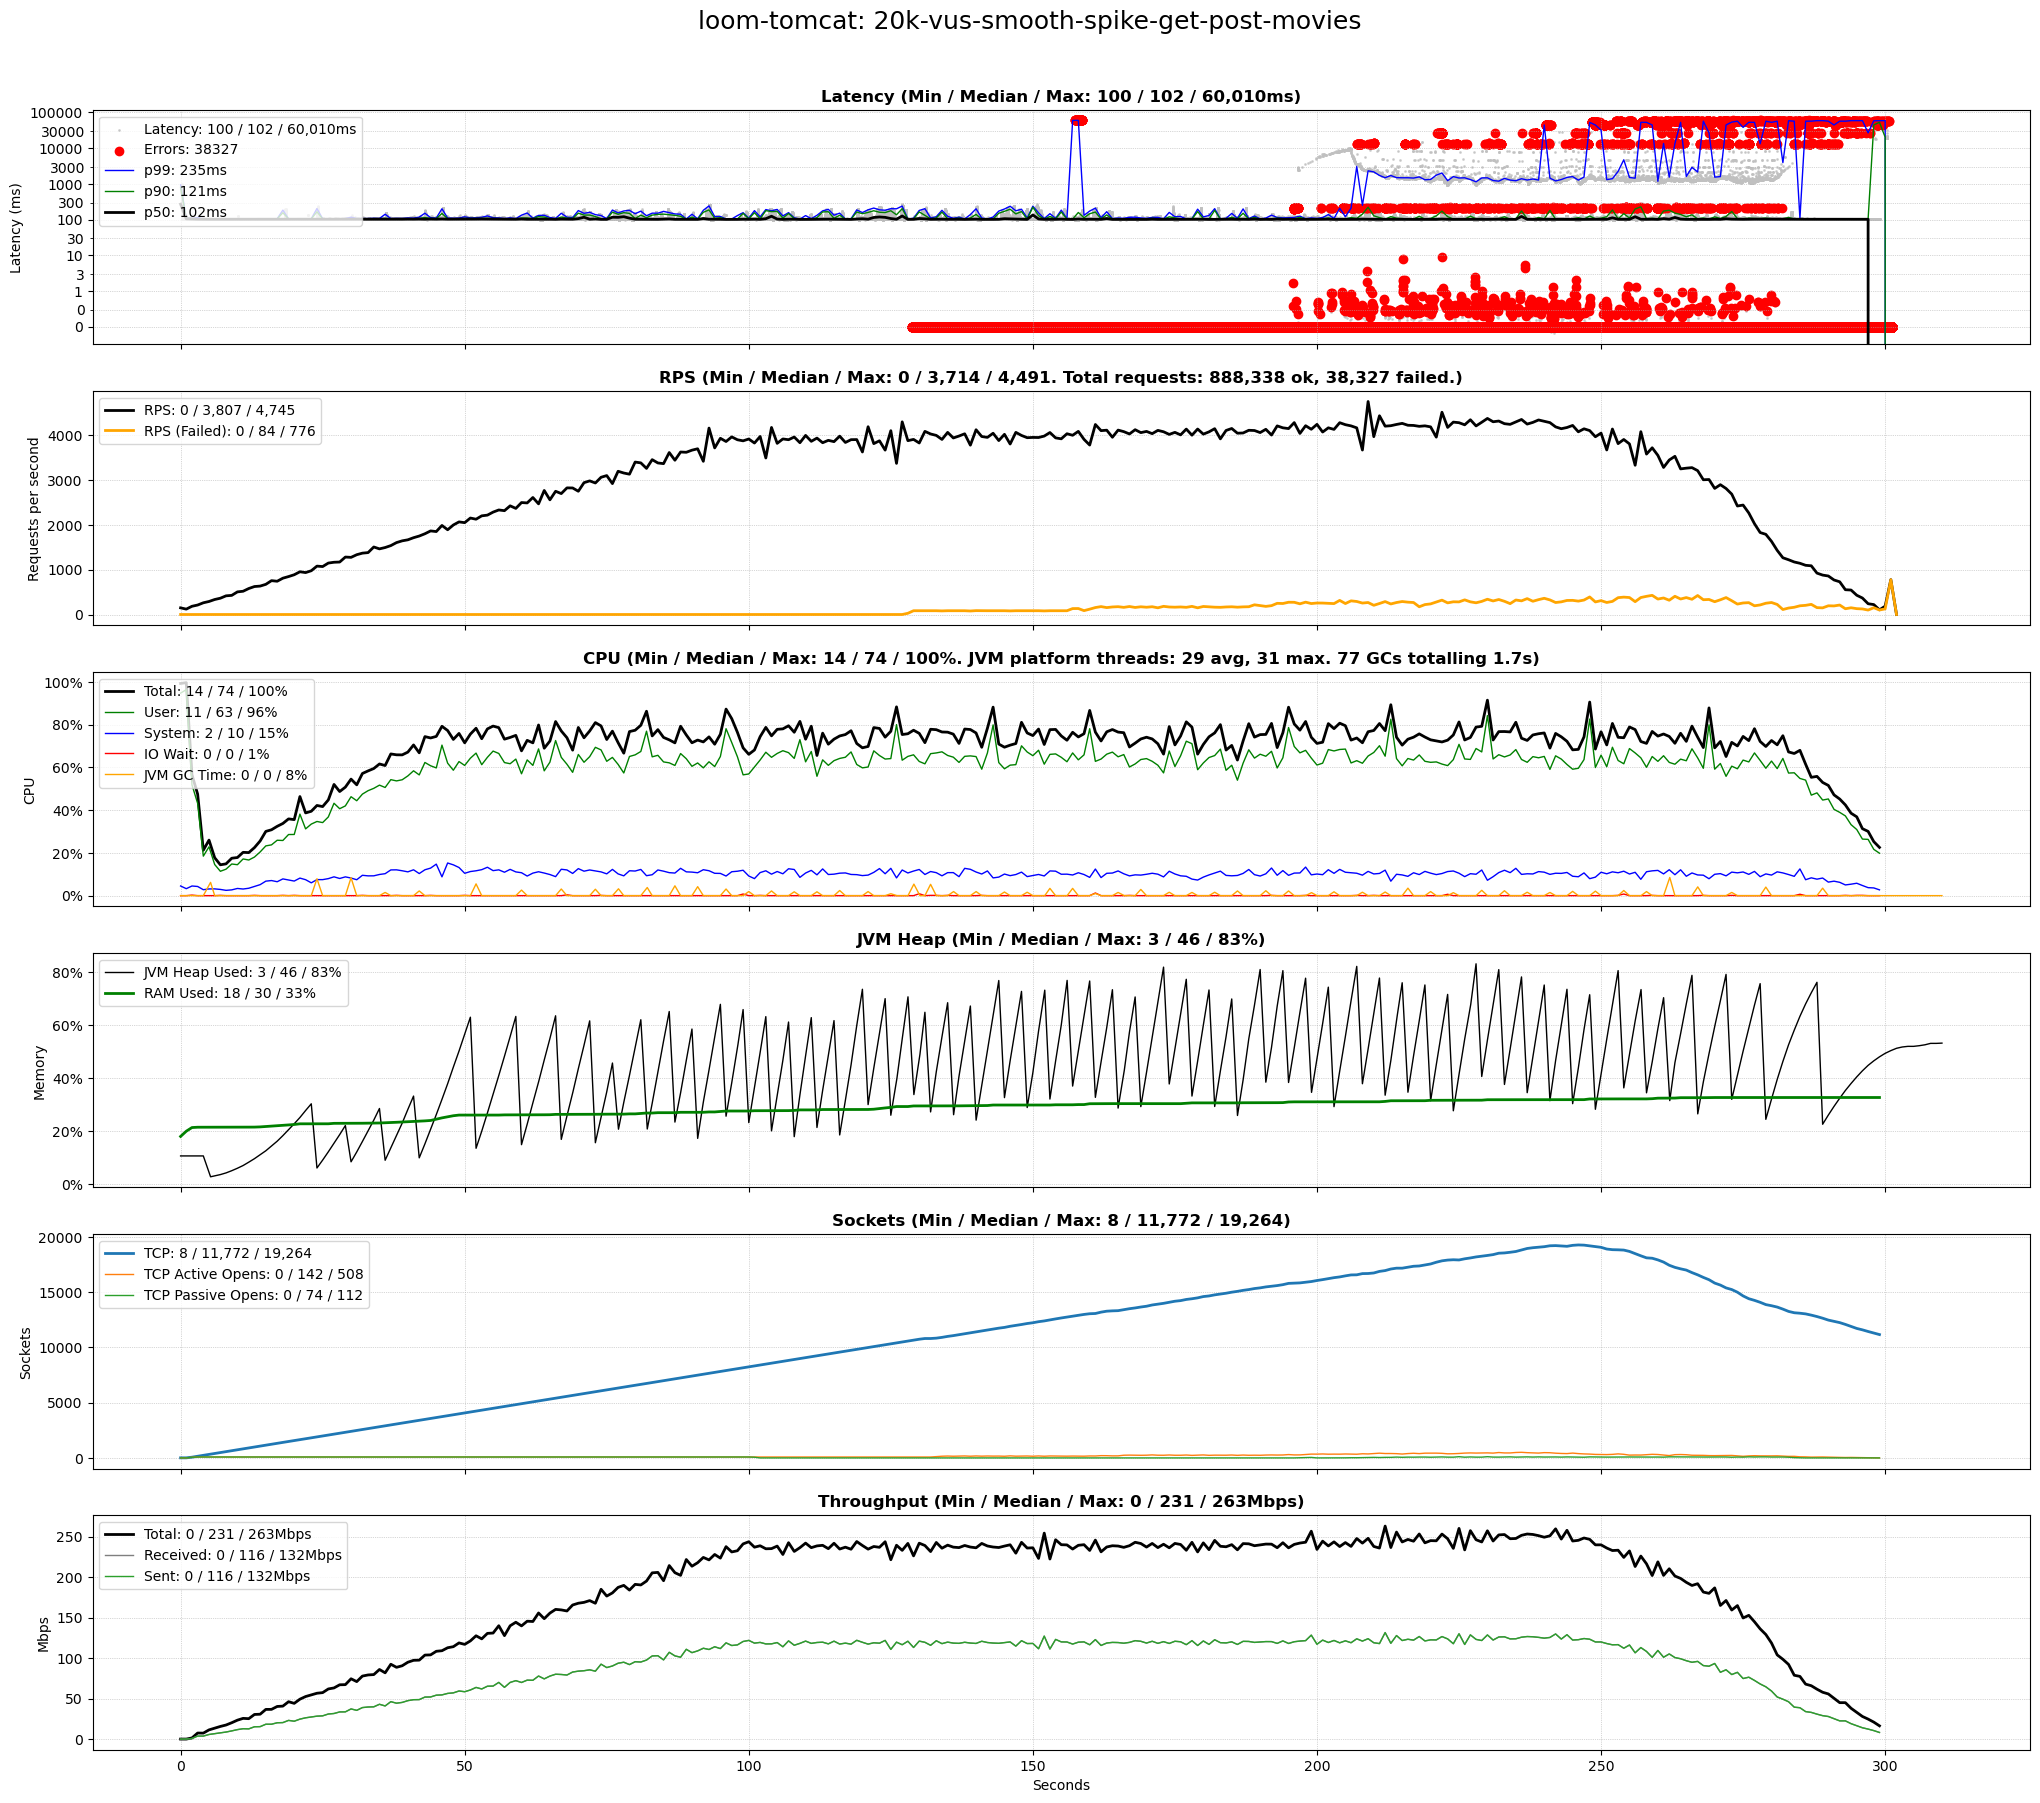 loom-tomcat: 20k-vus-smooth-spike-get-post-movies
Latency (Min / Median / Max: 100 / 102 / 60,010ms)
Latency (ms)
100000
30000
10000
3000
1000
300
100
30
10
3
1
0
0
Latency: 100 / 102 / 60,010ms
Errors: 38327
p99: 235ms
p90: 121ms
p50: 102ms
RPS (Min / Median / Max: 0 / 3,714 / 4,491. Total requests: 888,338 ok, 38,327 failed.)
Requests per second
4000
3000
2000
1000
0
RPS: 0 / 3,807 / 4,745
RPS (Failed): 0 / 84 / 776
CPU (Min / Median / Max: 14 / 74 / 100%. JVM platform threads: 29 avg, 31 max. 77 GCs totalling 1.7s)
CPU
100%
80%
60%
40%
20%
0%
Total: 14 / 74 / 100%
User: 11 / 63 / 96%
System: 2 / 10 / 15%
IO Wait: 0 / 0 / 1%
JVM GC Time: 0 / 0 / 8%
JVM Heap (Min / Median / Max: 3 / 46 / 83%)
Memory
80%
60%
40%
20%
0%
JVM Heap Used: 3 / 46 / 83%
RAM Used: 18 / 30 / 33%
Sockets (Min / Median / Max: 8 / 11,772 / 19,264)
Sockets
20000
15000
10000
5000
0
TCP: 8 / 11,772 / 19,264
TCP Active Opens: 0 / 142 / 508
TCP Passive Opens: 0 / 74 / 112
Throughput (Min / Median / Max: 0 / 231 / 263Mbps)
Mbps
250
200
150
100
50
0
Total: 0 / 231 / 263Mbps
Received: 0 / 116 / 132Mbps
Sent: 0 / 116 / 132Mbps
0 50 100 150 200 250 300
Seconds